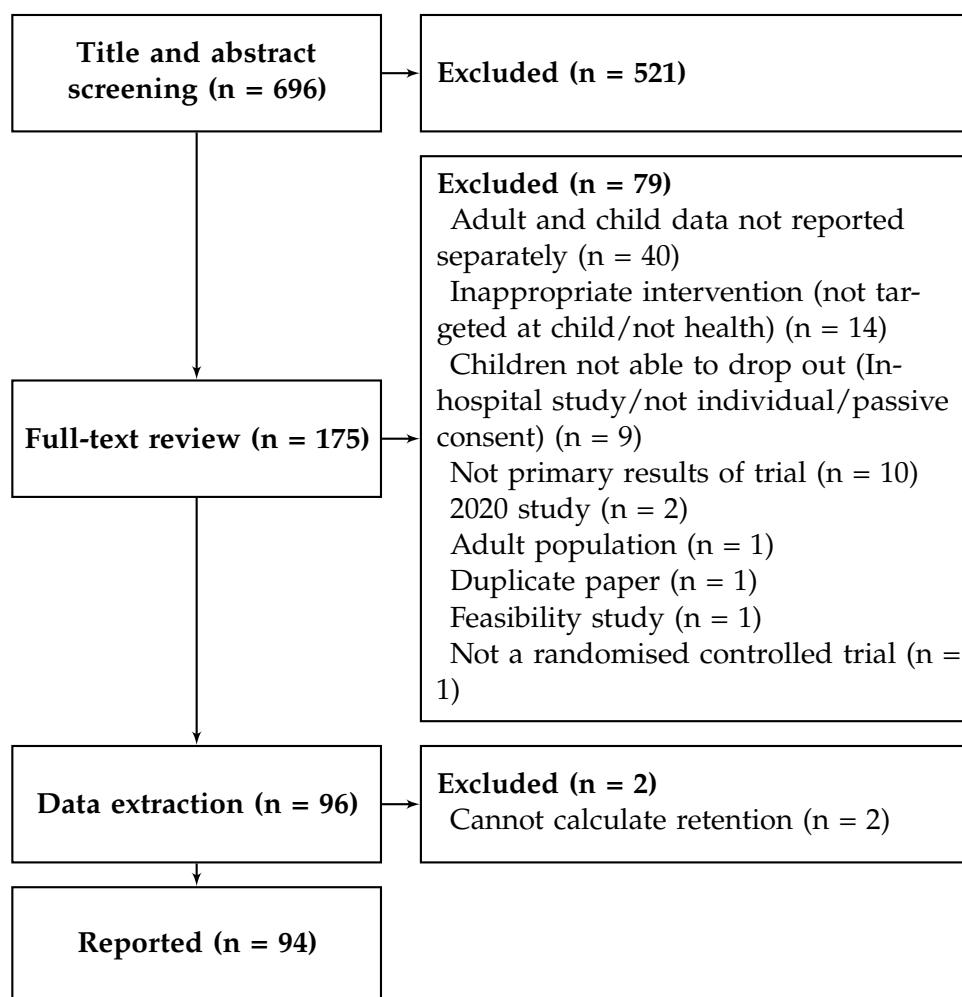 Title and abstract
screening (n = 696)
Excluded (n = 521)
Excluded (n = 79)
Adult and child data not reported
separately (n = 40)
Inappropriate intervention (not tar-
geted at child/not health) (n = 14)
Children not able to drop out (In-
hospital study/not individual/passive
consent) (n = 9)
Not primary results of trial (n = 10)
2020 study (n = 2)
Adult population (n = 1)
Duplicate paper (n = 1)
Feasibility study (n = 1)
Not a randomised controlled trial (n =
1)
Full-text review (n = 175)
Data extraction (n = 96)
Excluded (n = 2)
Cannot calculate retention (n = 2)
Reported (n = 94)